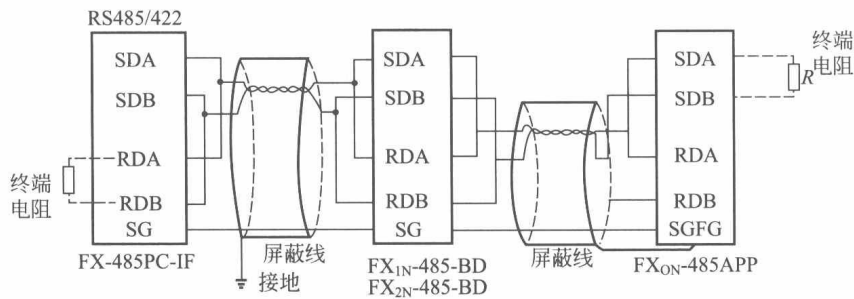 RS485/422
SDA
SDB
RDA
RDB
SG
终端
电阻
FX-485PC-IF
屏蔽线
接地
SDA
SDB
RDA
RDB
SG
FX1N-485-BD
FX2N-485-BD
屏蔽线
SDA
SDB
RDA
RDB
SGFG
FXON-485APP
终端
电阻
R